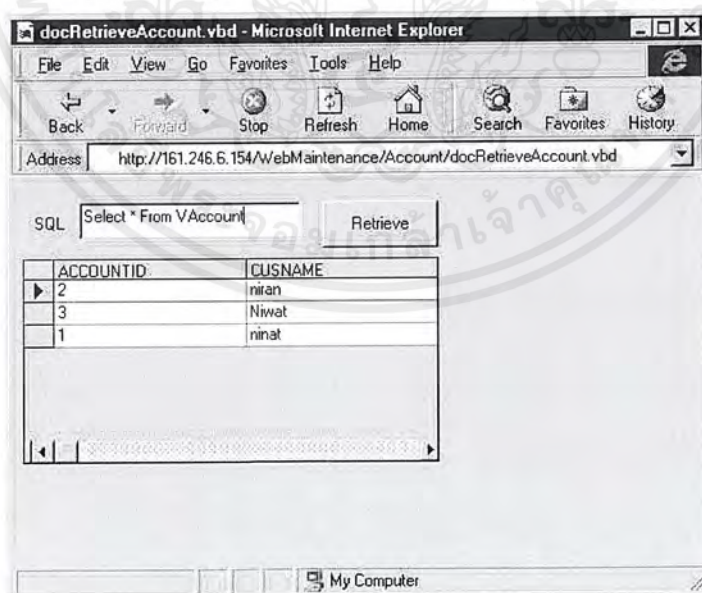 docRetrieveAccount.vbd - Microsoft Internet Explorer
File Edit View Go Favorites Tools Help
Back Forward Stop Refresh Home Search Favorites History
Address http://161.246.6.154/WebMaintenance/Account/docRetrieveAccount.vbd
SQL Select * From VAccount Retrieve
ACCOUNTID CUSNAME
2 niran
3 Niwat
1 ninat
My Computer